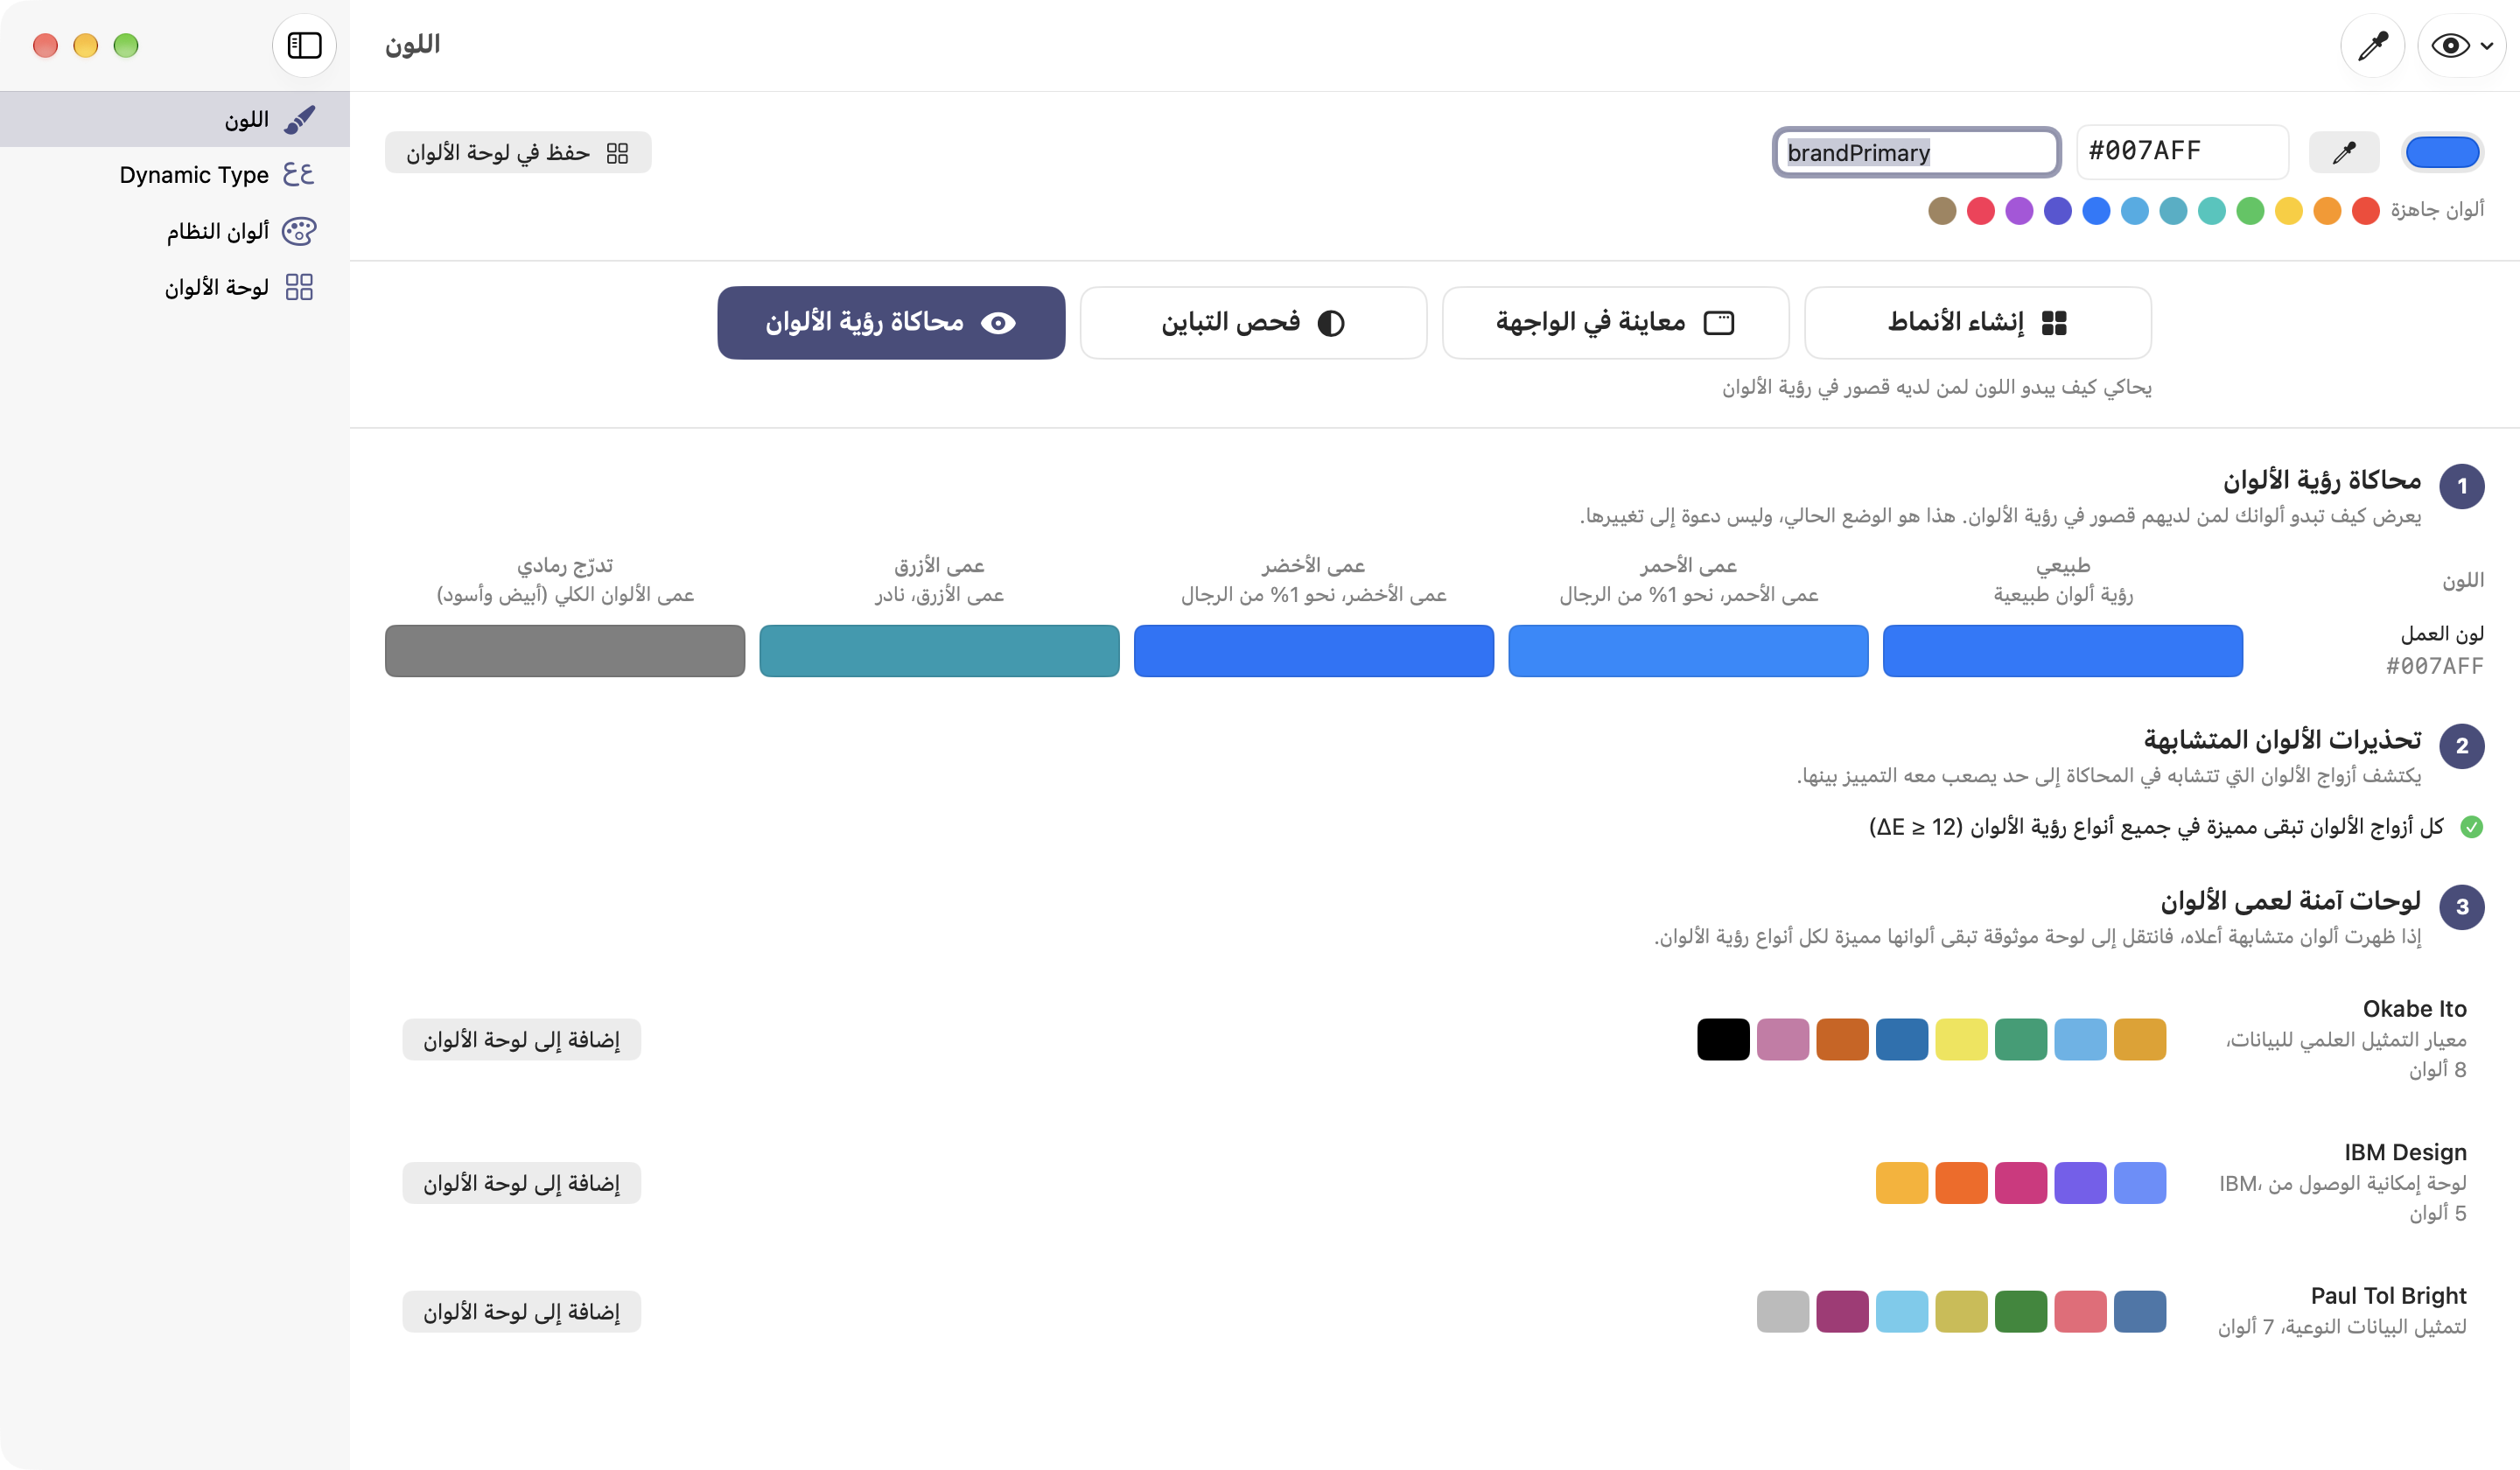 اللون
اللون
Dynamic Type
ألوان النظام
لوحة الألوان
#007AFF
brandPrimary
حفظ في لوحة الألوان
ألوان جاهزة
إنشاء الأنماط
معاينة في الواجهة
فحص التباين
محاكاة رؤية الألوان
يحاكي كيف يبدو اللون لمن لديه قصور في رؤية الألوان
1
محاكاة رؤية الألوان
يعرض كيف تبدو ألوانك لمن لديهم قصور في رؤية الألوان. هذا هو الوضع الحالي، وليس دعوة إلى تغييرها.
اللون
طبيعي
رؤية ألوان طبيعية
عمى الأحمر
عمى الأحمر، نحو 1% من الرجال
عمى الأخضر
عمى الأخضر، نحو 1% من الرجال
عمى الأزرق
عمى الأزرق، نادر
تدرّج رمادي
عمى الألوان الكلي (أبيض وأسود)
لون العمل
#007AFF
2
تحذيرات الألوان المتشابهة
يكتشف أزواج الألوان التي تتشابه في المحاكاة إلى حد يصعب معه التمييز بينها.
كل أزواج الألوان تبقى مميزة في جميع أنواع رؤية الألوان (ΔE ≥ 12)
3
لوحات آمنة لعمى الألوان
إذا ظهرت ألوان متشابهة أعلاه، فانتقل إلى لوحة موثوقة تبقى ألوانها مميزة لكل أنواع رؤية الألوان.
Okabe Ito
معيار التمثيل العلمي للبيانات،
8 ألوان
إضافة إلى لوحة الألوان
IBM Design
لوحة إمكانية الوصول من IBM،
5 ألوان
إضافة إلى لوحة الألوان
Paul Tol Bright
لتمثيل البيانات النوعية، 7 ألوان
إضافة إلى لوحة الألوان